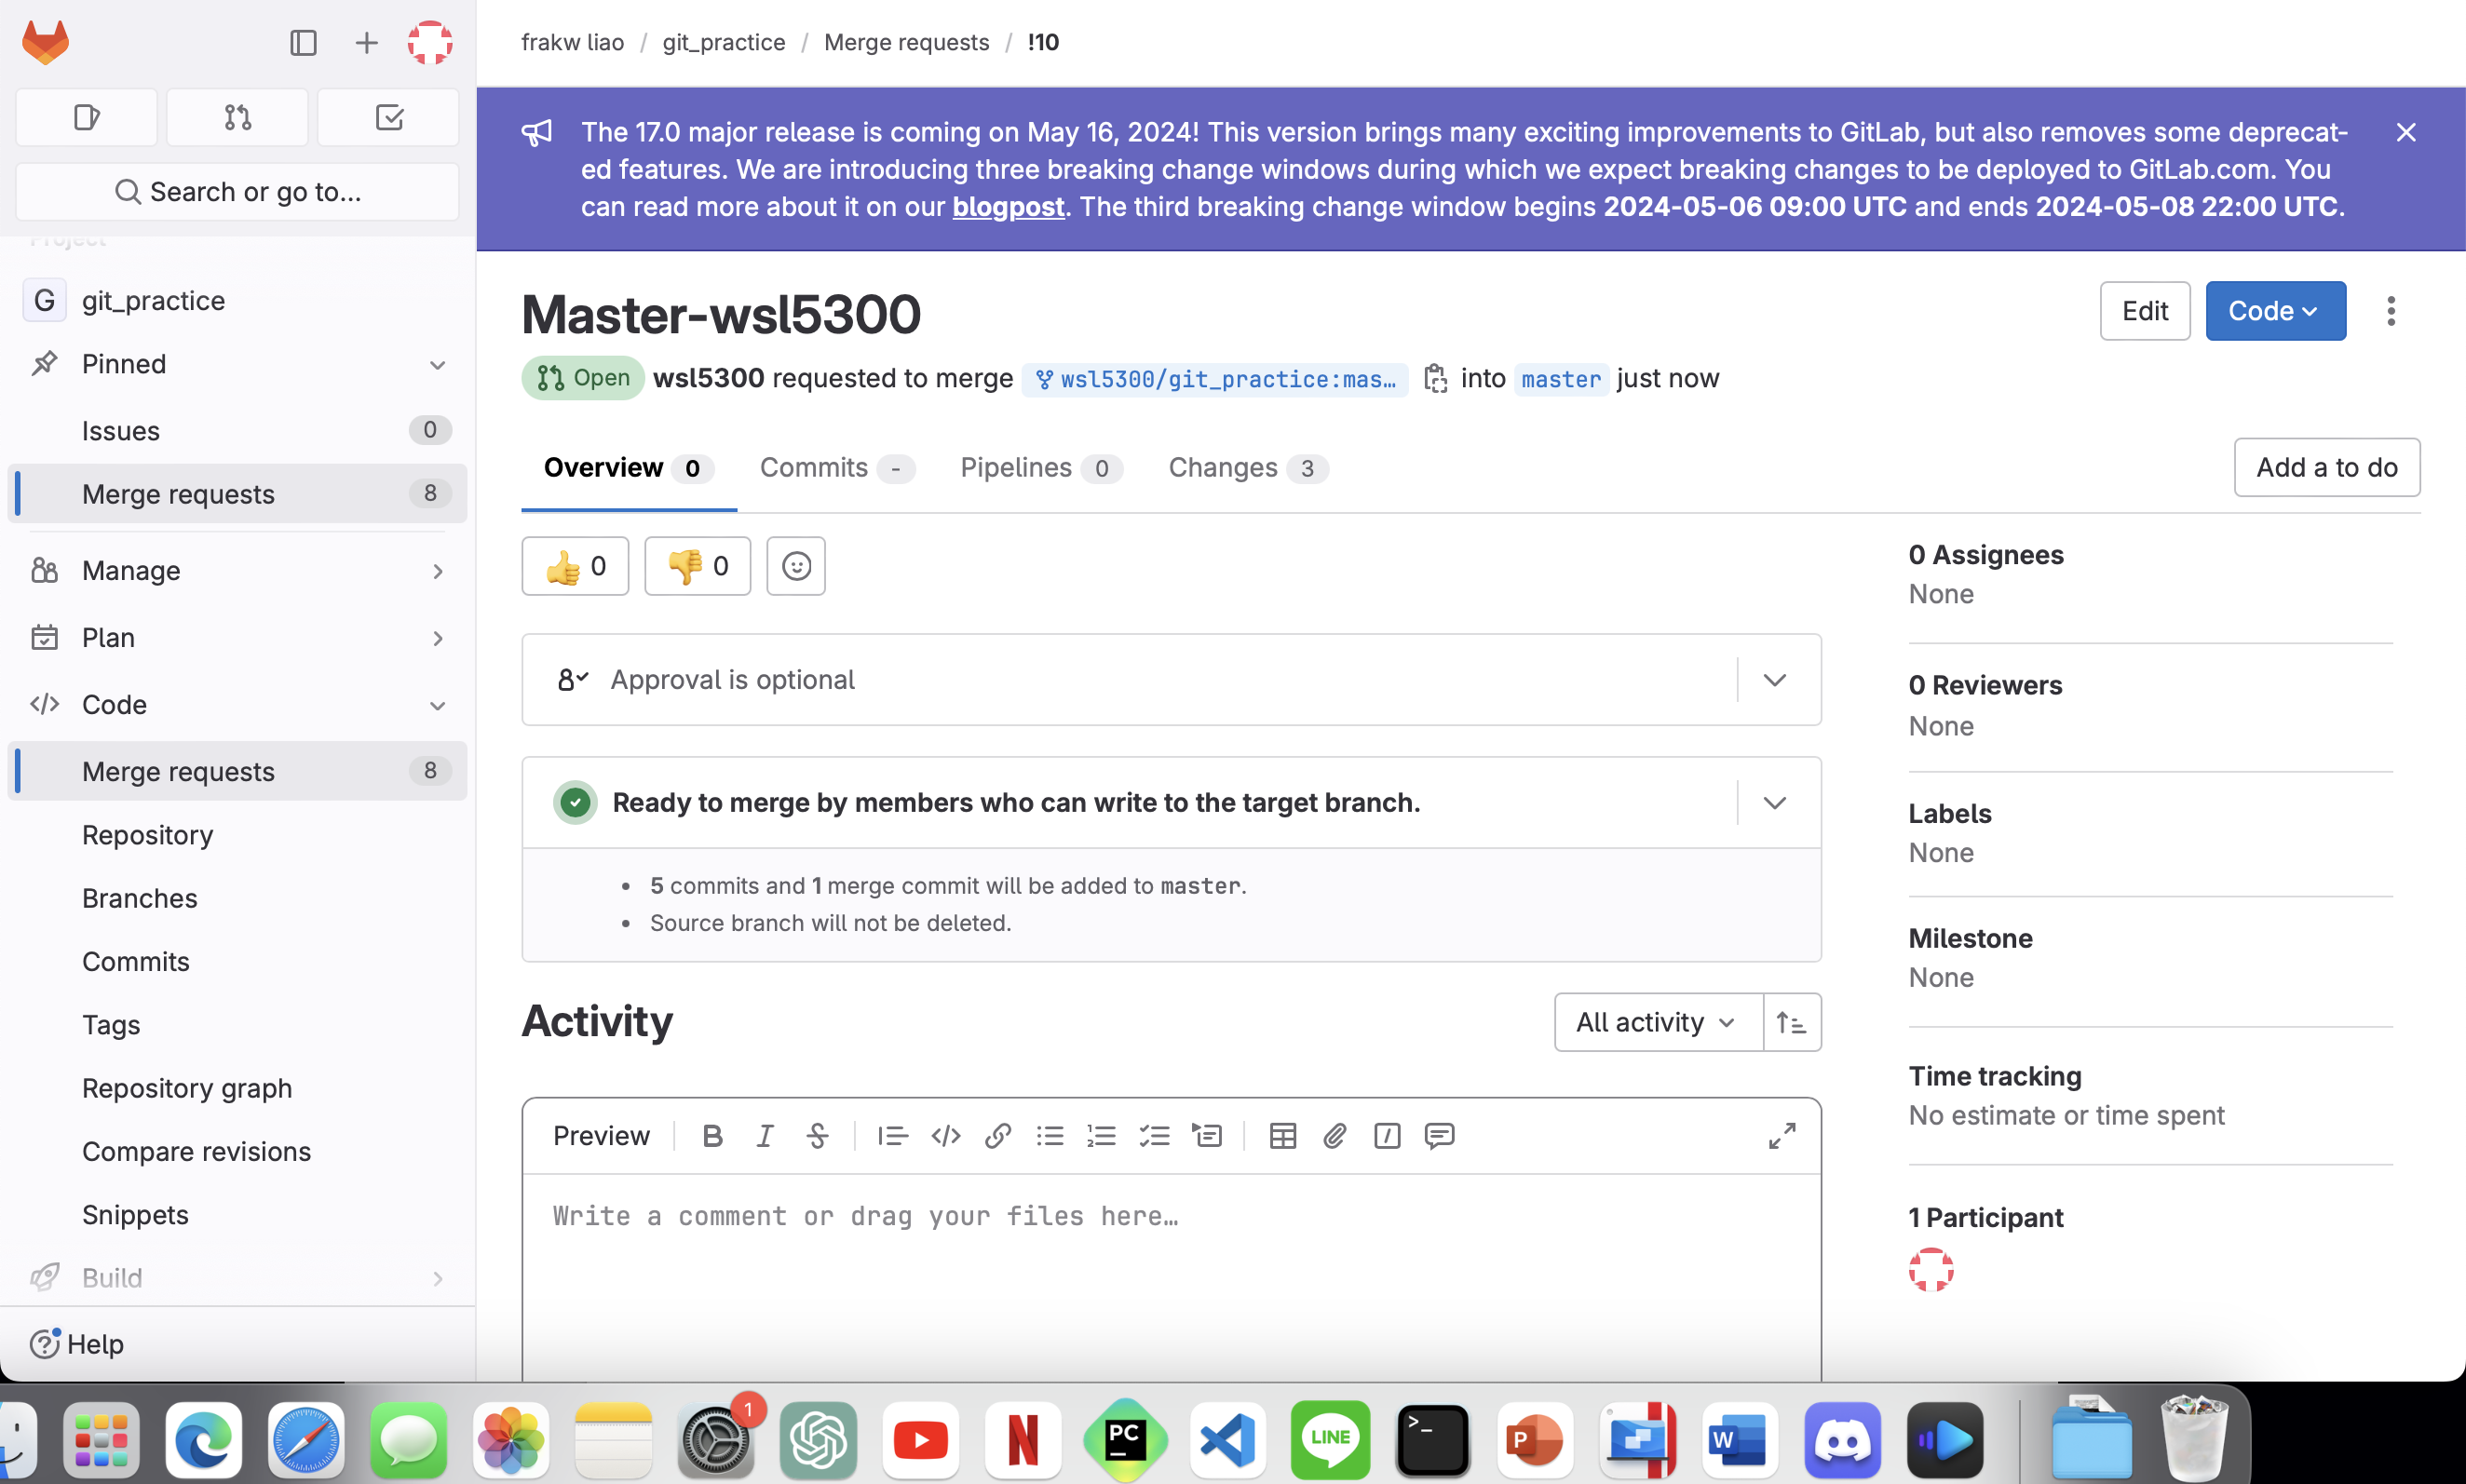 frakw liao / git_practice / Merge requests / !10
Search or go to...
Project
G git_practice
Pinned
Issues 0
Merge requests 8
Manage
Plan
Code
Merge requests 8
Repository
Branches
Commits
Tags
Repository graph
Compare revisions
Snippets
Build
Help
The 17.0 major release is coming on May 16, 2024! This version brings many exciting improvements to GitLab, but also removes some deprecat-
ed features. We are introducing three breaking change windows during which we expect breaking changes to be deployed to GitLab.com. You
can read more about it on our blogpost. The third breaking change window begins 2024-05-06 09:00 UTC and ends 2024-05-08 22:00 UTC.
Master-wsl5300
Edit
Code
Open wsl5300 requested to merge wsl5300/git_practice:mas… into master just now
Overview 0 Commits - Pipelines 0 Changes 3
Add a to do
👍 0 👎 0
Approval is optional
Ready to merge by members who can write to the target branch.
• 5 commits and 1 merge commit will be added to master.
• Source branch will not be deleted.
Activity
All activity
Preview
Write a comment or drag your files here…
0 Assignees
None
0 Reviewers
None
Labels
None
Milestone
None
Time tracking
No estimate or time spent
1 Participant
1
N
PC
LINE
>_
P
W